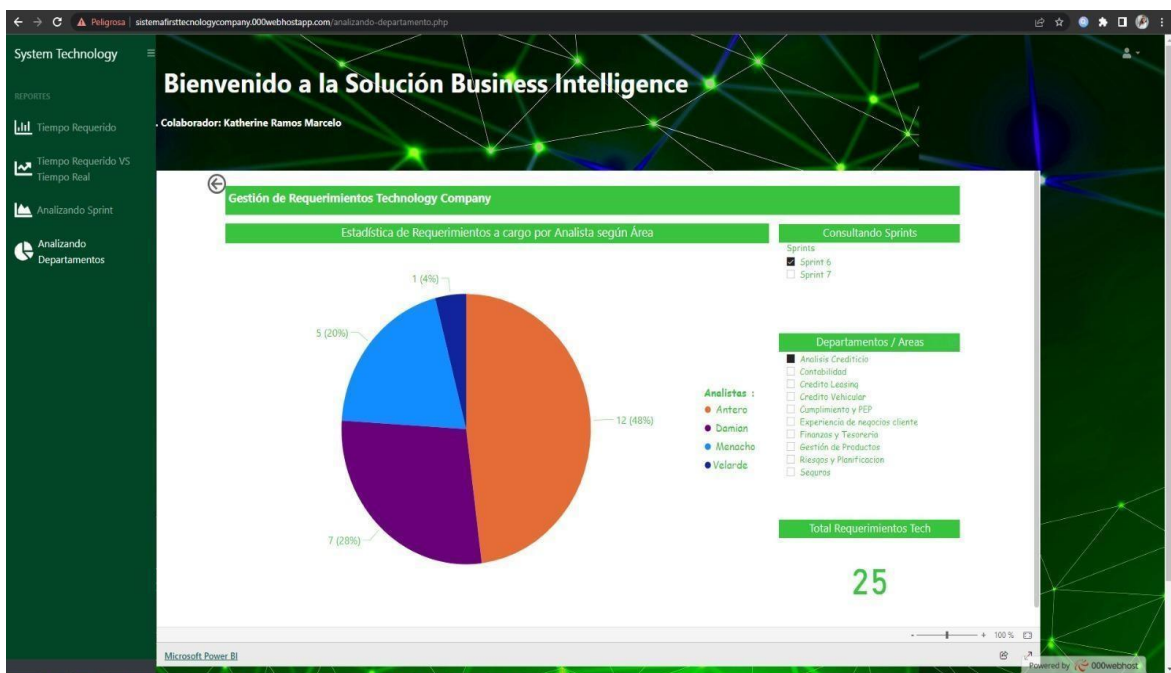 Peligrosa | sistemafirsttecnologycompany.000webhostapp.com/analizando-departamento.php
System Technology
REPORTES
Tiempo Requerido
Tiempo Requerido VS
Tiempo Real
Analizando Sprint
Analizando
Departamentos
Bienvenido a la Solución Business Intelligence
. Colaborador: Katherine Ramos Marcelo
Gestión de Requerimientos Technology Company
Estadística de Requerimientos a cargo por Analista según Área
1 (4%)
5 (20%)
12 (48%)
7 (28%)
Analistas :
Antero
Damian
Menacho
Velarde
Consultando Sprints
Sprints
Sprint 6
Sprint 7
Departamentos / Areas
Analisis Crediticio
Contabilidad
Credito Leasing
Credito Vehicular
Cumplimiento y PEP
Experiencia de negocios cliente
Finanzas y Tesoreria
Gestión de Productos
Riesgos y Planificacion
Seguros
Total Requerimientos Tech
25
- + 100 %
Microsoft Power BI
Powered by 000webhost